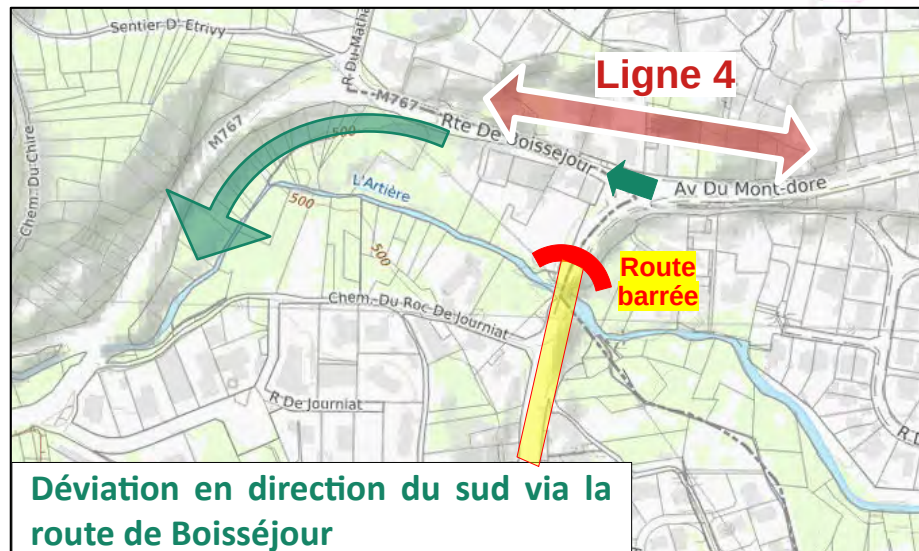 Sentier D' Etrivy
R Du Matha
Ligne 4
M767
M767
Rte De Boisséjour
500
Av Du Mont-dore
Chem. Du Chire
L'Artière
500
500
Route
barrée
Chem. Du Roc De Journiat
R De Journiat
R D
Déviation en direction du sud via la
route de Boisséjour